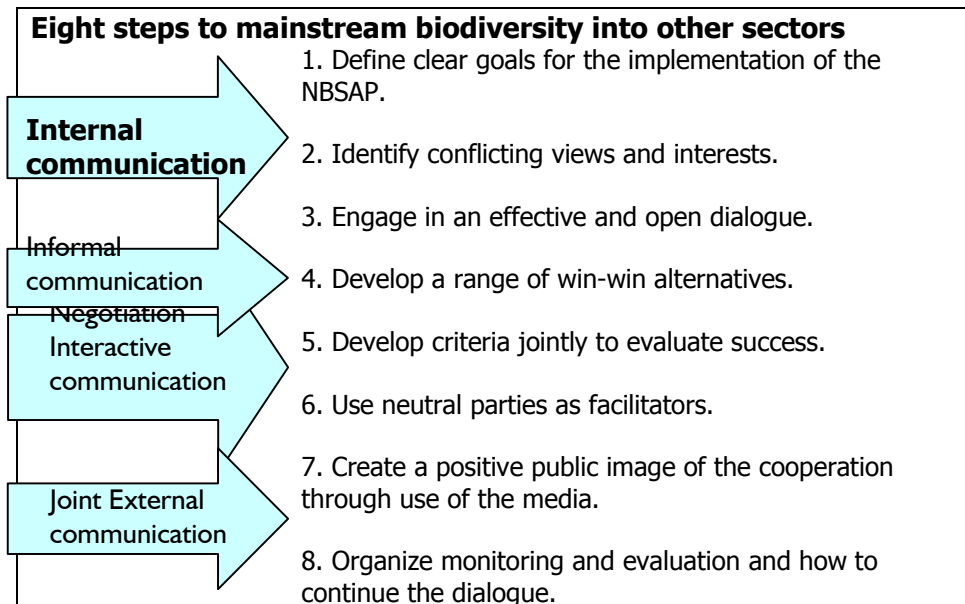 Eight steps to mainstream biodiversity into other sectors
Internal
communication
Informal
communication
Negotiation
Interactive
communication
Joint External
communication
1. Define clear goals for the implementation of the
NBSAP.
2. Identify conflicting views and interests.
3. Engage in an effective and open dialogue.
4. Develop a range of win-win alternatives.
5. Develop criteria jointly to evaluate success.
6. Use neutral parties as facilitators.
7. Create a positive public image of the cooperation
through use of the media.
8. Organize monitoring and evaluation and how to
continue the dialogue.